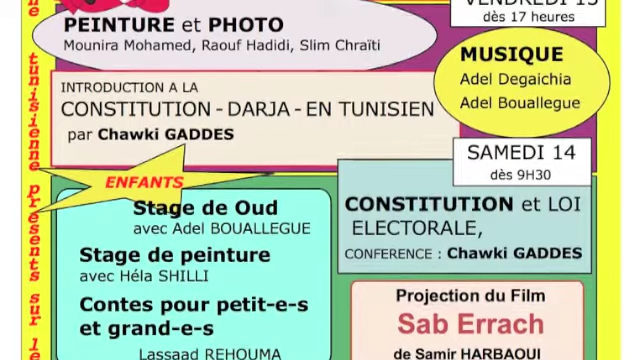 VENDREDI 13
dès 17 heures
PEINTURE et PHOTO
Mounira Mohamed, Raouf Hadidi, Slim Chraïti
MUSIQUE
Adel Degaichia
Adel Bouallegue
INTRODUCTION A LA
CONSTITUTION - DARJA - EN TUNISIEN
par Chawki GADDES
SAMEDI 14
dès 9H30
ENFANTS
Stage de Oud
avec Adel BOUALLEGUE
Stage de peinture
avec Héla SHILLI
Contes pour petit-e-s
et grand-e-s
Lassaad REHOUMA
CONSTITUTION et LOI
ELECTORALE,
CONFERENCE : Chawki GADDES
Projection du Film
Sab Errach
de Samir HARBAOUI
tunisienne présents sur le